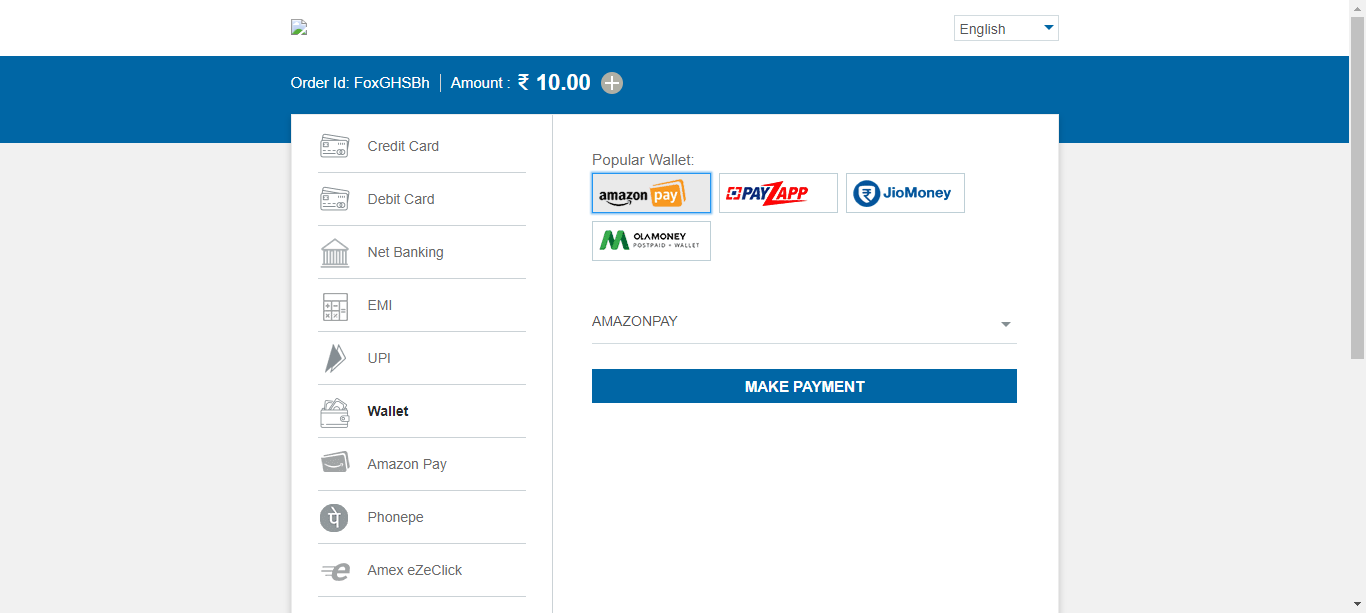 English
Order Id: FoxGHSBh | Amount : ₹ 10.00
Credit Card
Debit Card
Net Banking
EMI
UPI
Wallet
Amazon Pay
Phonepe
Amex eZeClick
Popular Wallet:
amazon pay
PAYZAPP
JioMoney
OLAMONEY
POSTPAID + WALLET
AMAZONPAY
MAKE PAYMENT